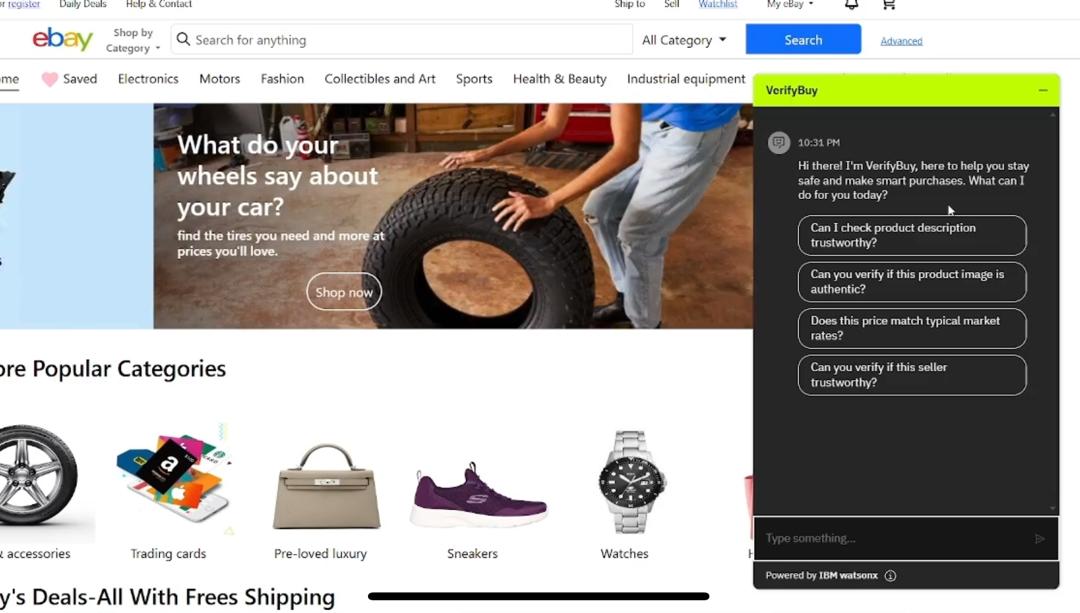 or register Daily Deals Help & Contact Ship to Sell Watchlist My eBay
ebay Shop by Category Search for anything All Category Search Advanced
Saved Electronics Motors Fashion Collectibles and Art Sports Health & Beauty Industrial equipment
What do your
wheels say about
your car?
find the tires you need and more at
prices you'll love.
Shop now
Popular Categories
accessories Trading cards Pre-loved luxury Sneakers Watches
Deals-All With Frees Shipping
VerifyBuy
10:31 PM
Hi there! I'm VerifyBuy, here to help you stay
safe and make smart purchases. What can I
do for you today?
Can I check product description
trustworthy?
Can you verify if this product image is
authentic?
Does this price match typical market
rates?
Can you verify if this seller
trustworthy?
Type something...
Powered by IBM watsonx